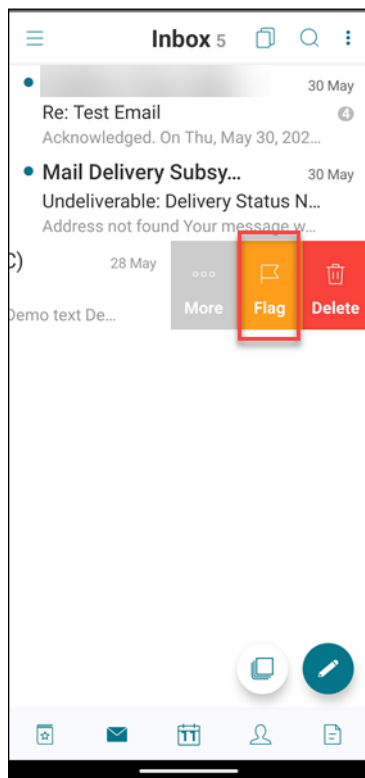 Inbox 5
30 May
Re: Test Email
4
Acknowledged. On Thu, May 30, 202...
Mail Delivery Subsy...
30 May
Undeliverable: Delivery Status N...
Address not found Your message w...
C)
28 May
Demo text De...
More
Flag
Delete